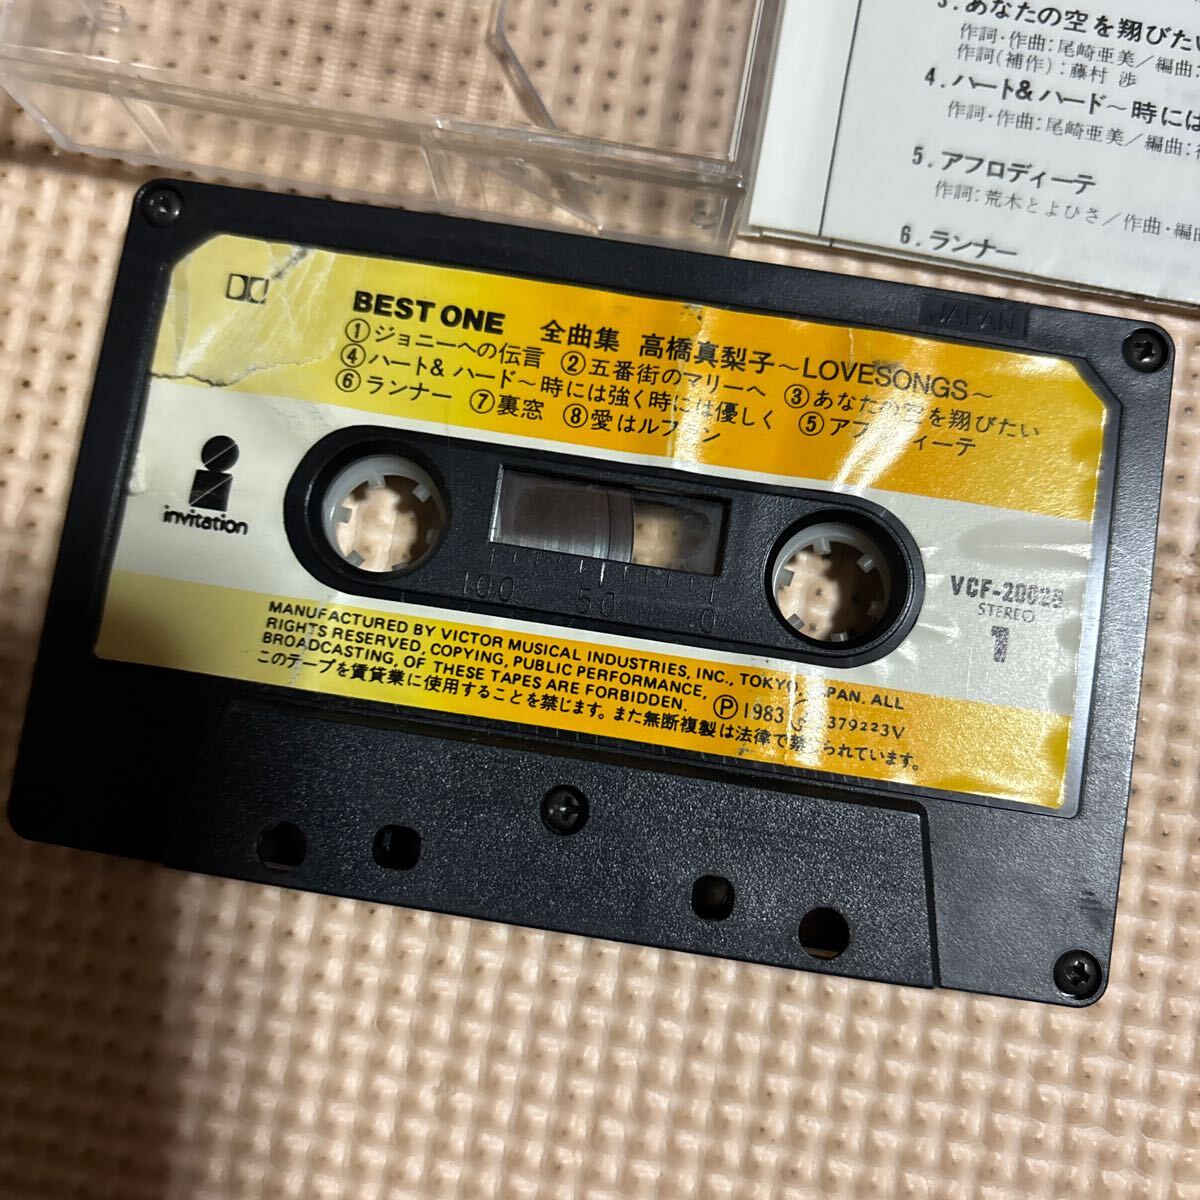 3.あなたの空を翔びたい
作詞・作曲:尾崎亜美/編曲
作詞(補作):藤村 渉
4.ハート&ハード～時には
作詞・作曲:尾崎亜美/編曲:
5.アフロディーテ
作詞:荒木とよひさ/作曲・編曲
6.ランナー
JAPAN
BEST ONE 全曲集 高橋真梨子～LOVESONGS～
①ジョニーへの伝言 ②五番街のマリーへ ③あなたの空を翔びたい
④ハート& ハード～時には強く時には優しく ⑤アフロディーテ
⑥ランナー ⑦裏窓 ⑧愛はルフラン
invitation
100 50 0
VCF-20028
STEREO
1
MANUFACTURED BY VICTOR MUSICAL INDUSTRIES, INC., TOKYO, JAPAN. ALL
RIGHTS RESERVED, COPYING, PUBLIC PERFORMANCE,
BROADCASTING, OF THESE TAPES ARE FORBIDDEN. Ⓟ1983 379223V
このテープを賃貸業に使用することを禁じます。また無断複製は法律で禁じられています。